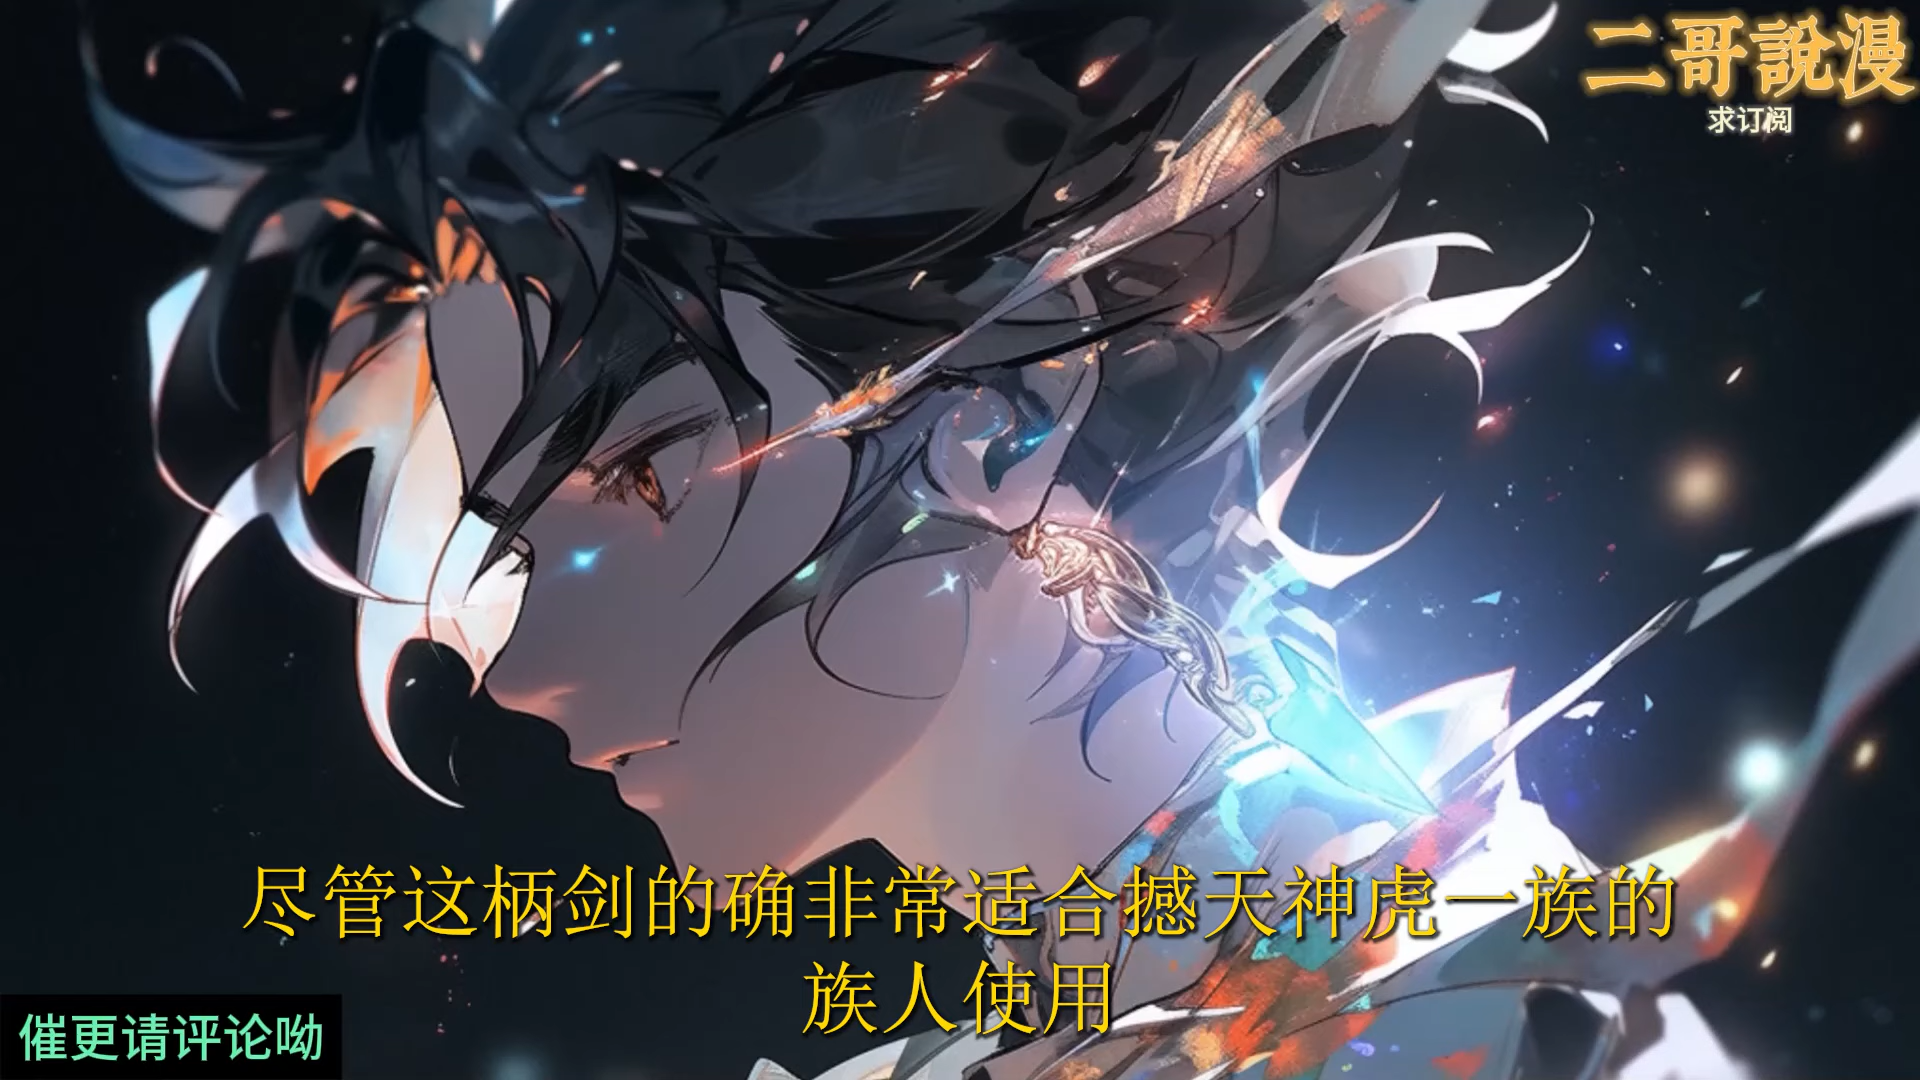 二哥説漫
求订阅
尽管这柄剑的确非常适合撼天神虎一族的
族人使用
催更请评论呦